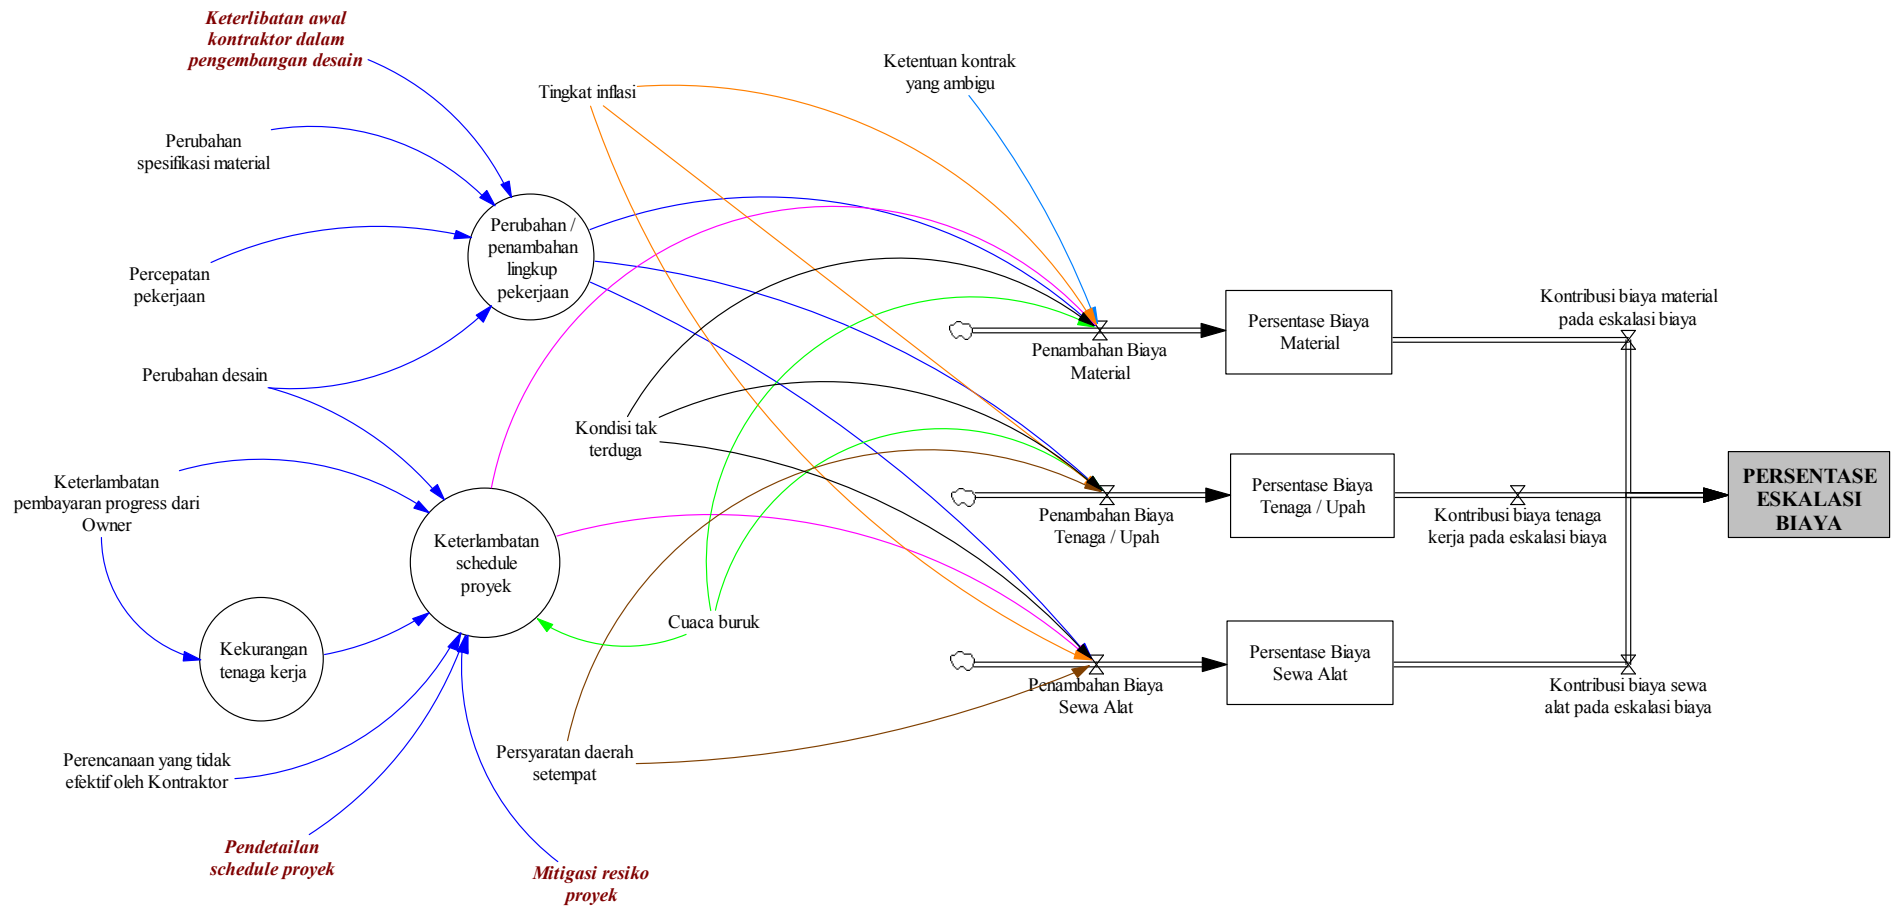 Keterlibatan awal
kontraktor dalam
pengembangan desain
Perubahan
spesifikasi material
Percepatan
pekerjaan
Perubahan desain
Keterlambatan
pembayaran progress dari
Owner
Kekurangan
tenaga kerja
Perencanaan yang tidak
efektif oleh Kontraktor
Pendetailan
schedule proyek
Mitigasi resiko
proyek
Perubahan /
penambahan
lingkup
pekerjaan
Keterlambatan
schedule
proyek
Tingkat inflasi
Kondisi tak
terduga
Cuaca buruk
Persyaratan daerah
setempat
Ketentuan kontrak
yang ambigu
Penambahan Biaya
Material
Penambahan Biaya
Tenaga / Upah
Penambahan Biaya
Sewa Alat
Persentase Biaya
Material
Persentase Biaya
Tenaga / Upah
Persentase Biaya
Sewa Alat
Kontribusi biaya material
pada eskalasi biaya
Kontribusi biaya tenaga
kerja pada eskalasi biaya
Kontribusi biaya sewa
alat pada eskalasi biaya
PERSENTASE
ESKALASI
BIAYA